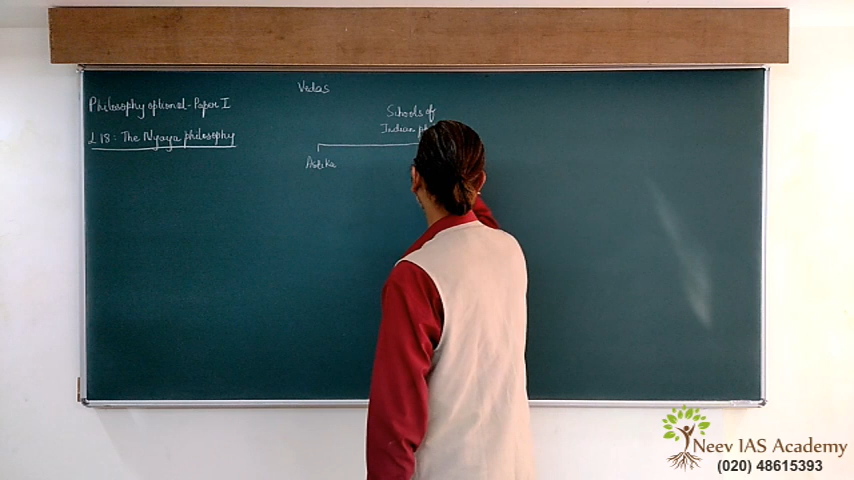 Vedas
Philosophy optional - Paper I
L 18: The Nyaya philosophy
Schools of
Indian
Astika
Neev IAS Academy
(020) 48615393